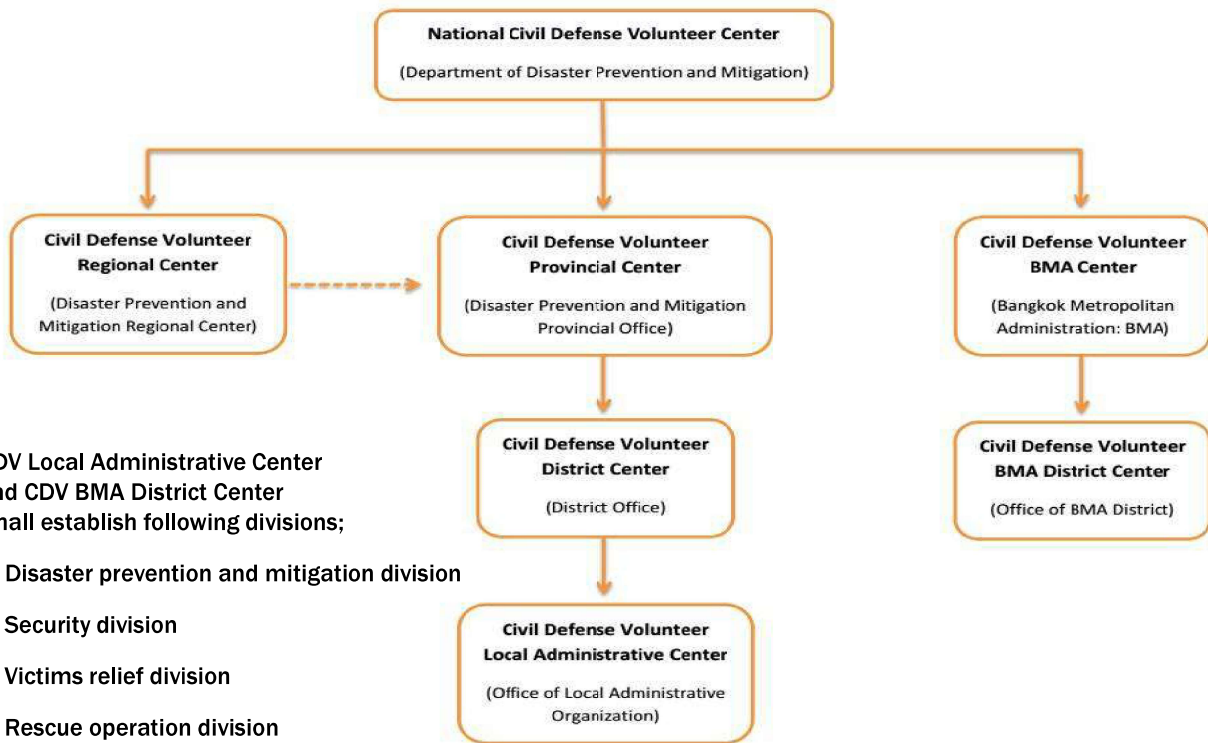 National Civil Defense Volunteer Center
(Department of Disaster Prevention and Mitigation)
Civil Defense Volunteer
Regional Center
(Disaster Prevention and
Mitigation Regional Center)
Civil Defense Volunteer
Provincial Center
(Disaster Prevention and Mitigation
Provincial Office)
Civil Defense Volunteer
BMA Center
(Bangkok Metropolitan
Administration: BMA)
Civil Defense Volunteer
District Center
(District Office)
Civil Defense Volunteer
BMA District Center
(Office of BMA District)
DV Local Administrative Center
nd CDV BMA District Center
hall establish following divisions;
Disaster prevention and mitigation division
Security division
Victims relief division
Rescue operation division
Civil Defense Volunteer
Local Administrative Center
(Office of Local Administrative
Organization)